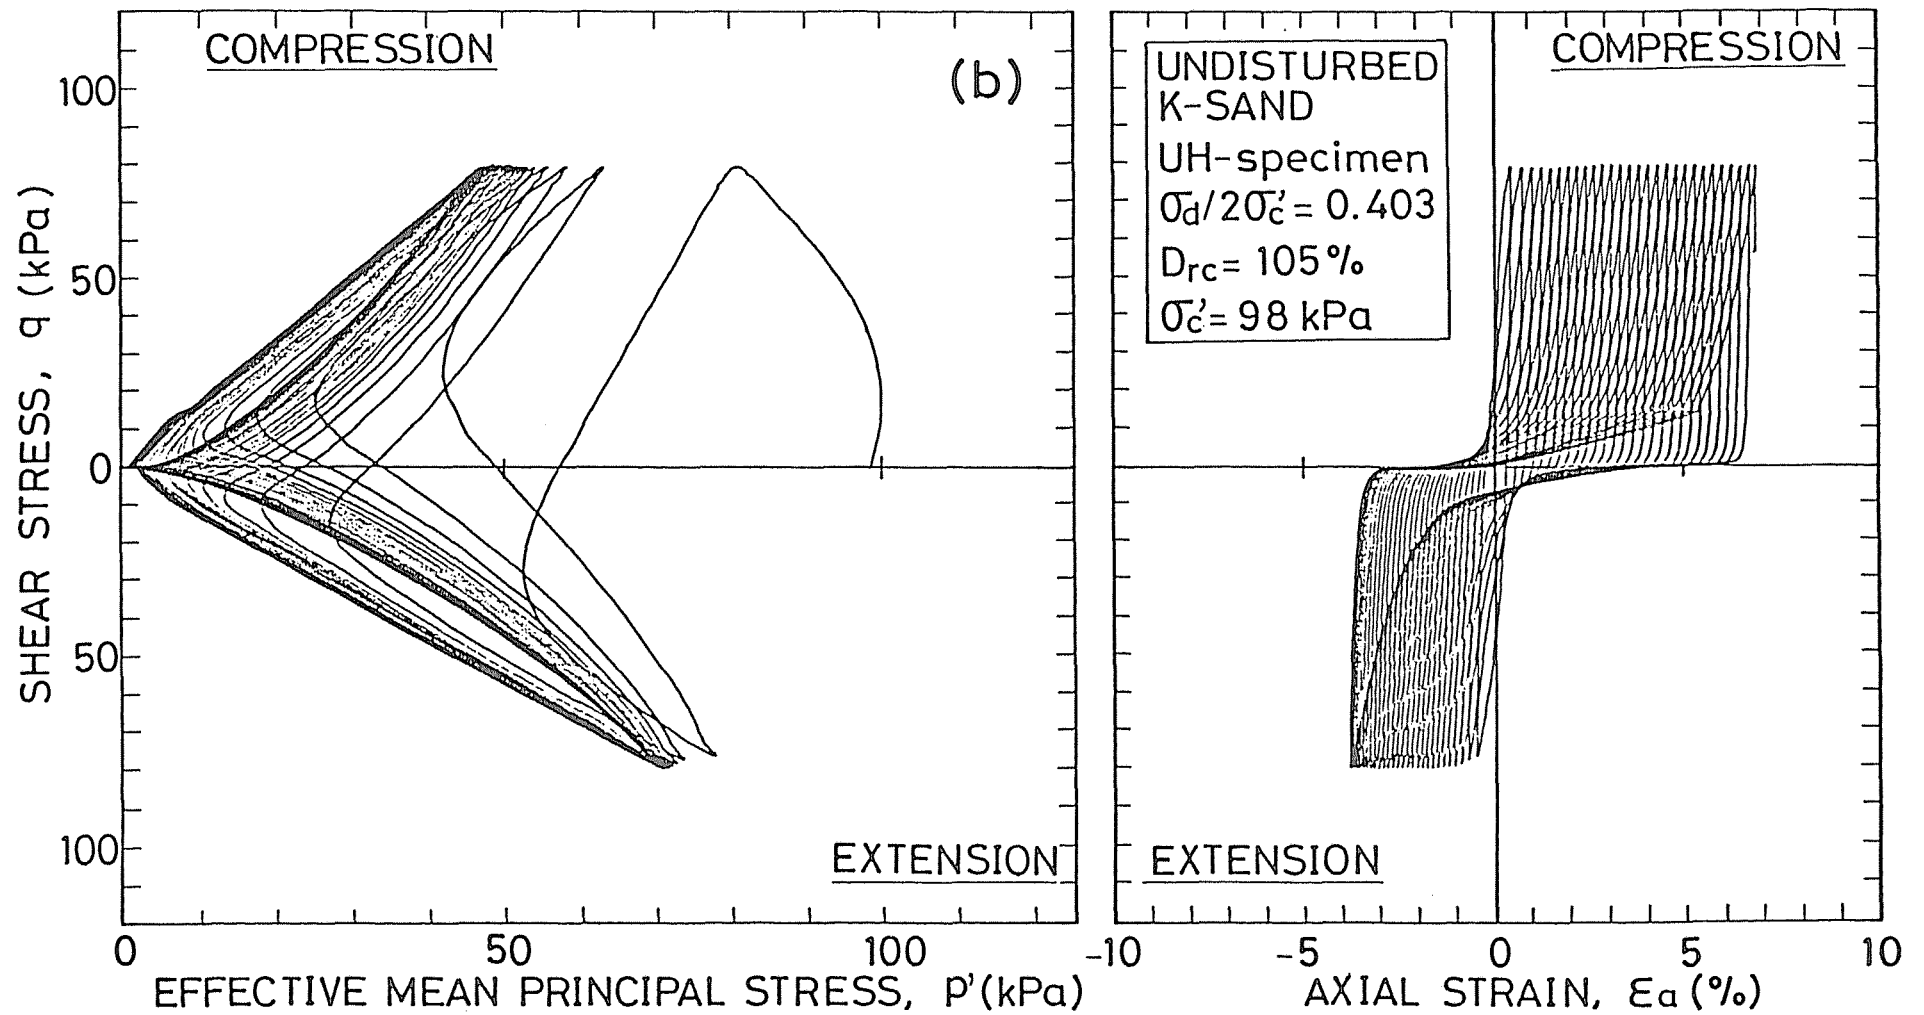 COMPRESSION
(b)
SHEAR STRESS, q (kPa)
100
50
0
50
100
EXTENSION
0
50
100
EFFECTIVE MEAN PRINCIPAL STRESS, p'(kPa)
COMPRESSION
UNDISTURBED
K-SAND
UH-specimen
σd/2σc'= 0.403
Drc= 105%
σc'= 98 kPa
EXTENSION
-10
-5
0
5
10
AXIAL STRAIN, εa (%)